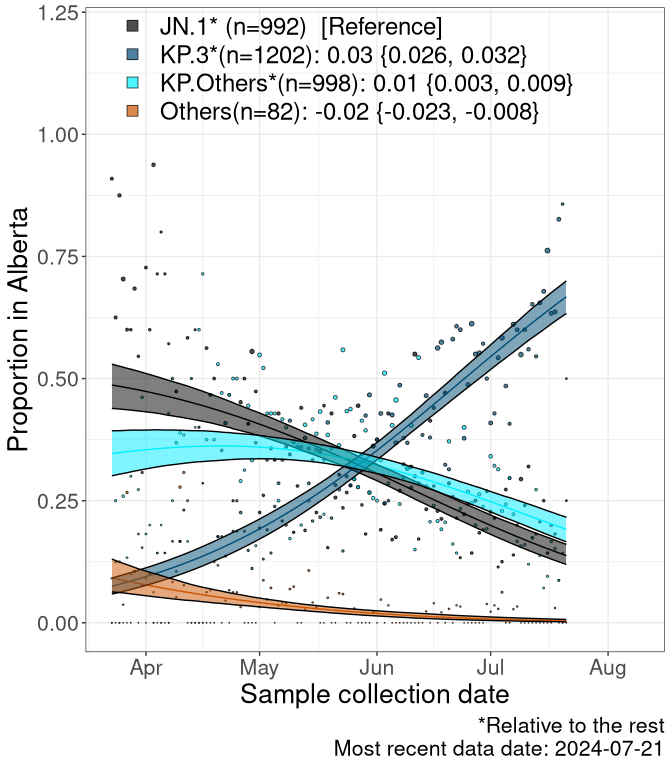 JN.1* (n=992)  [Reference]
KP.3*(n=1202): 0.03 {0.026, 0.032}
KP.Others*(n=998): 0.01 {0.003, 0.009}
Others(n=82): -0.02 {-0.023, -0.008}
1.25
1.00
0.75
0.50
0.25
0.00
Proportion in Alberta
Apr May Jun Jul Aug
Sample collection date
*Relative to the rest
Most recent data date: 2024-07-21